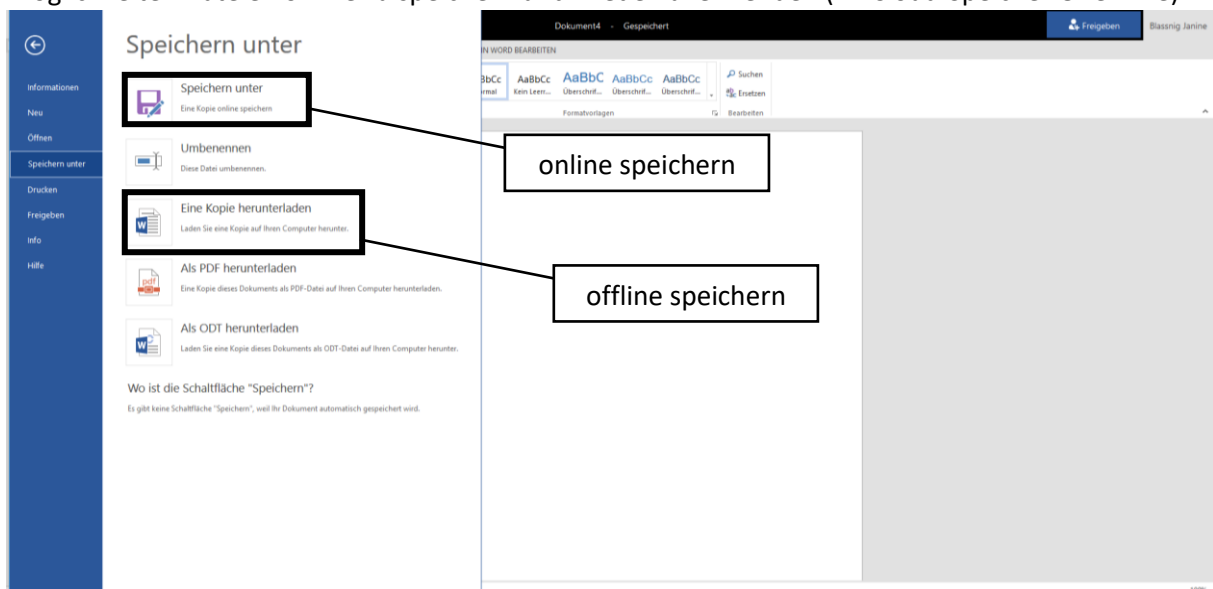 Dokument4 - Gespeichert
Freigeben
Blassnig Janine
Speichern unter
IN WORD BEARBEITEN
Informationen
Neu
Öffnen
Speichern unter
Drucken
Freigeben
Info
Hilfe
Speichern unter
Eine Kopie online speichern
Umbenennen
Diese Datei umbenennen.
Eine Kopie herunterladen
Laden Sie eine Kopie auf Ihren Computer herunter.
Als PDF herunterladen
Eine Kopie dieses Dokuments als PDF-Datei auf Ihren Computer herunterladen.
Als ODT herunterladen
Laden Sie eine Kopie dieses Dokuments als ODT-Datei auf Ihren Computer herunter.
Wo ist die Schaltfläche "Speichern"?
Es gibt keine Schaltfläche "Speichern", weil Ihr Dokument automatisch gespeichert wird.
BbCc AaBbCc AaBbC AaBbCc AaBbCc
rmal Kein Leern... Überschrif... Überschrif... Überschrif...
Formatvorlagen
Suchen
Ersetzen
Bearbeiten
online speichern
offline speichern
pdf